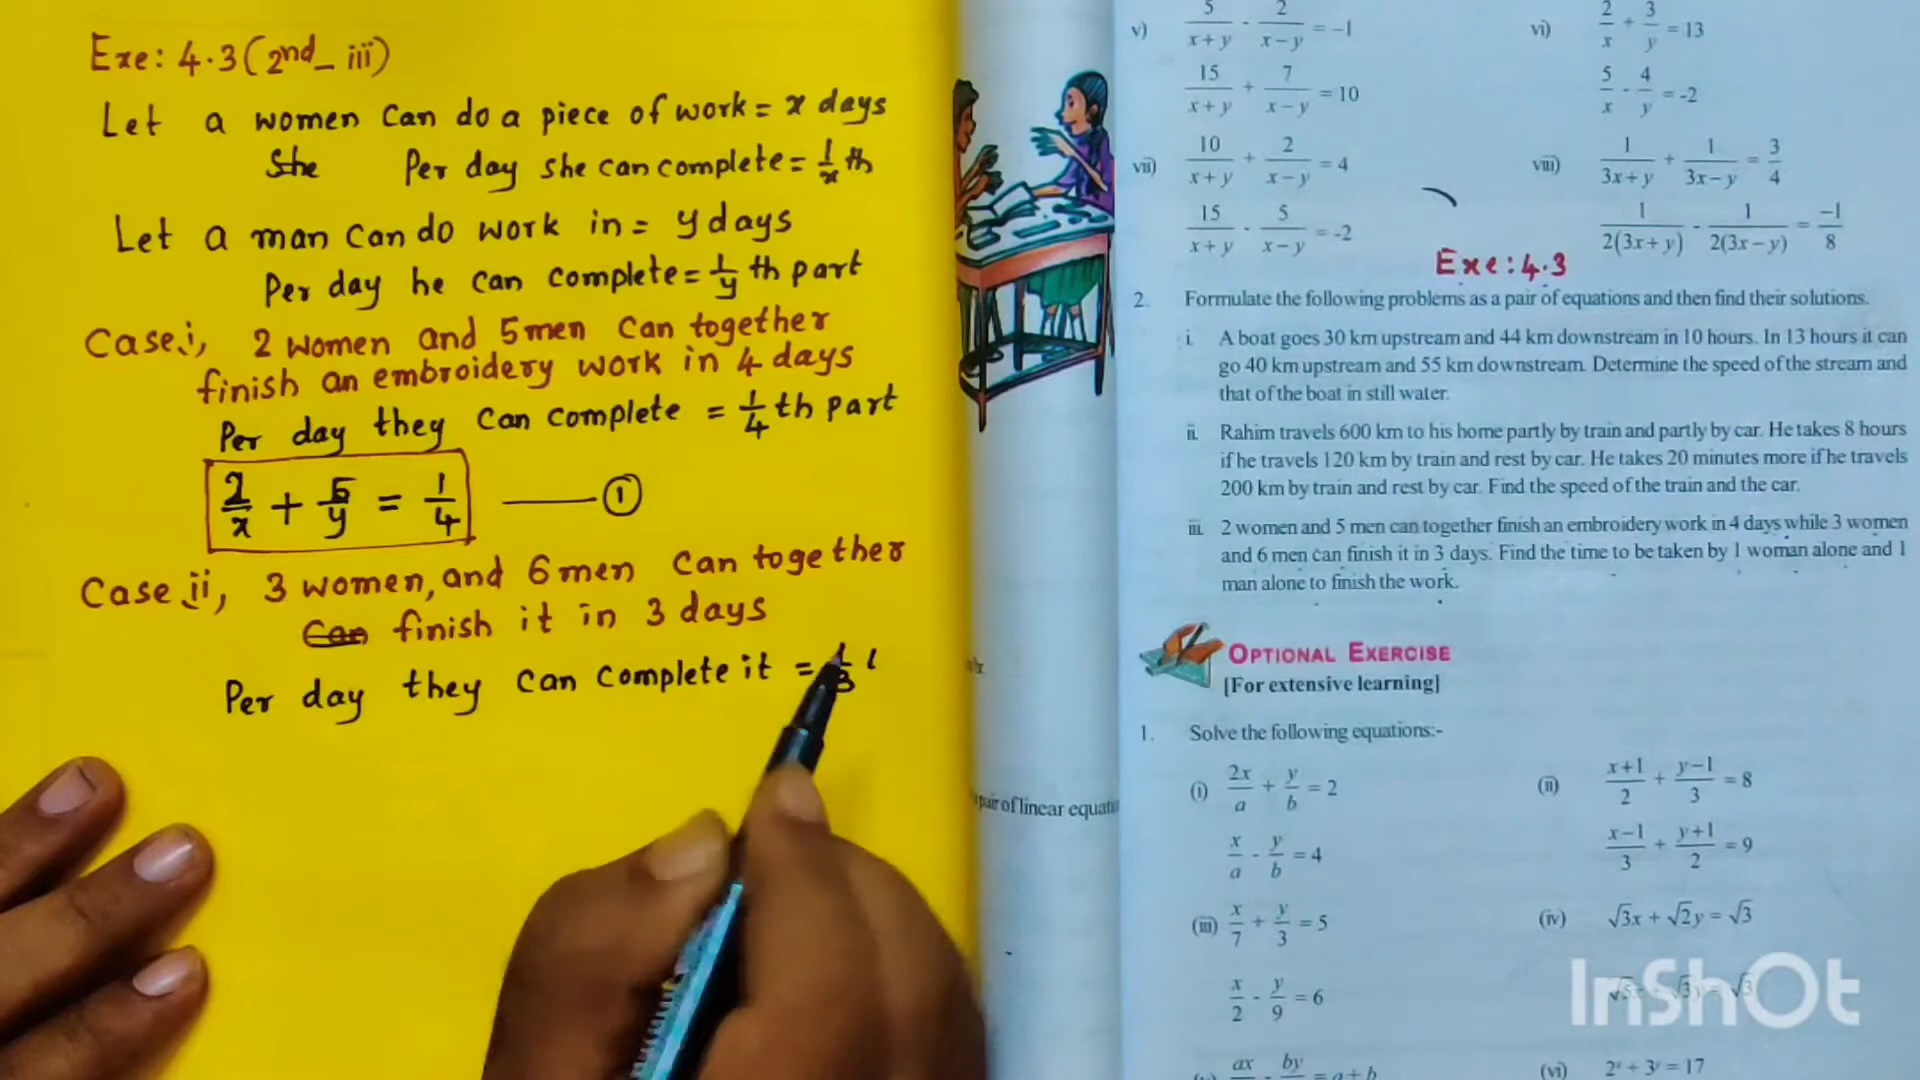 Exe: 4.3 (2nd_ iii)
Let a women can do a piece of work = x days
She Per day she can complete = 1/x th
Let a man can do work in = y days
Per day he can complete = 1/y th part
Case i, 2 women and 5 men can together
finish an embroidery work in 4 days
Per day they can complete = 1/4 th part
2/x + 5/y = 1/4 ——— ①
Case ii, 3 women, and 6 men can together
can finish it in 3 days
Per day they can complete it = 1/3
v) 5/(x+y) - 2/(x-y) = -1
15/(x+y) + 7/(x-y) = 10
vi) 2/x + 3/y = 13
5/x - 4/y = -2
vii) 10/(x+y) + 2/(x-y) = 4
15/(x+y) - 5/(x-y) = -2
viii) 1/(3x+y) + 1/(3x-y) = 3/4
1/2(3x+y) - 1/2(3x-y) = -1/8
Exe: 4.3
2. Formulate the following problems as a pair of equations and then find their solutions.
i. A boat goes 30 km upstream and 44 km downstream in 10 hours. In 13 hours it can
go 40 km upstream and 55 km downstream. Determine the speed of the stream and
that of the boat in still water.
ii. Rahim travels 600 km to his home partly by train and partly by car. He takes 8 hours
if he travels 120 km by train and rest by car. He takes 20 minutes more if he travels
200 km by train and rest by car. Find the speed of the train and the car.
iii. 2 women and 5 men can together finish an embroidery work in 4 days while 3 women
and 6 men can finish it in 3 days. Find the time to be taken by 1 woman alone and 1
man alone to finish the work.
OPTIONAL EXERCISE
[For extensive learning]
1. Solve the following equations:-
(i) 2x/a + y/b = 2
x/a - y/b = 4
(ii) (x+1)/2 + (y-1)/3 = 8
(x-1)/3 + (y+1)/2 = 9
(iii) x/7 + y/3 = 5
x/2 - y/9 = 6
(iv) √3x + √2y = √3
ax by = a+b
(vi) 2ˣ + 3ʸ = 17
pair of linear
InShOt